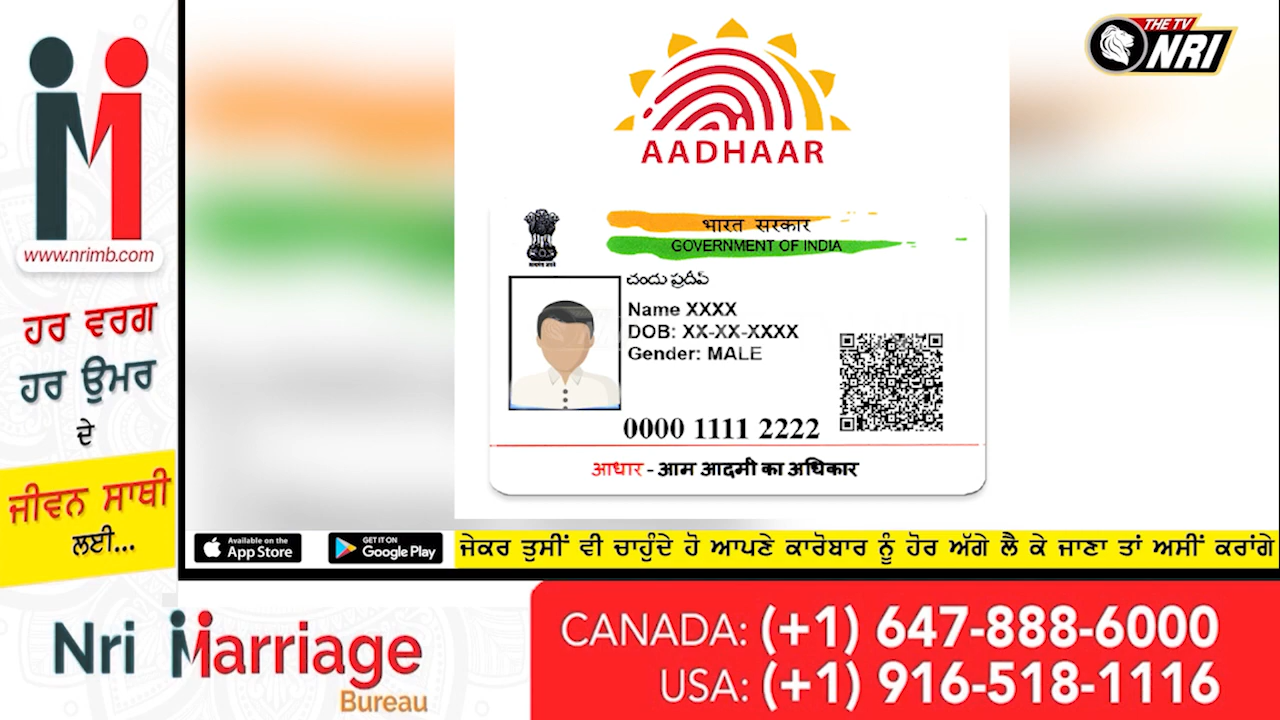 www.nrimb.com
ਹਰ ਵਰਗ
ਹਰ ਉਮਰ
ਦੇ
ਜੀਵਨ ਸਾਥੀ
ਲਈ...
THE TV
NRI
AADHAAR
भारत सरकार
GOVERNMENT OF INDIA
చందు ప్రదీప్
Name XXXX
DOB: XX-XX-XXXX
Gender: MALE
0000 1111 2222
आधार - आम आदमी का अधिकार
Available on the
App Store
GET IT ON
Google Play
ਜੇਕਰ ਤੁਸੀਂ ਵੀ ਚਾਹੁੰਦੇ ਹੋ ਆਪਣੇ ਕਾਰੋਬਾਰ ਨੂੰ ਹੋਰ ਅੱਗੇ ਲੈ ਕੇ ਜਾਣਾ ਤਾਂ ਅਸੀਂ ਕਰਾਂਗੇ
Nri Marriage
Bureau
CANADA: (+1) 647-888-6000
USA: (+1) 916-518-1116